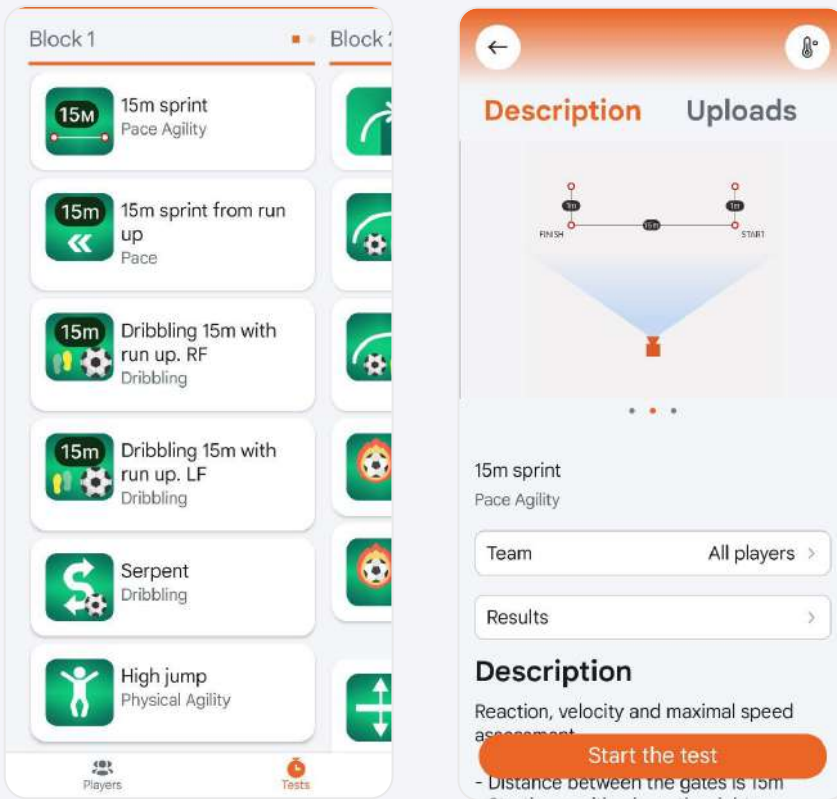 Block 1
Block 2
15м
15m sprint
Pace Agility
15m
15m sprint from run
up
Pace
15m
Dribbling 15m with
run up. RF
Dribbling
15m
Dribbling 15m with
run up. LF
Dribbling
Serpent
Dribbling
High jump
Physical Agility
Players
Tests
Description
Uploads
1m
1m
15m
FINISH
START
15m sprint
Pace Agility
Team
All players
Results
Description
Reaction, velocity and maximal speed
assessment
Start the test
- Distance between the gates is 15m